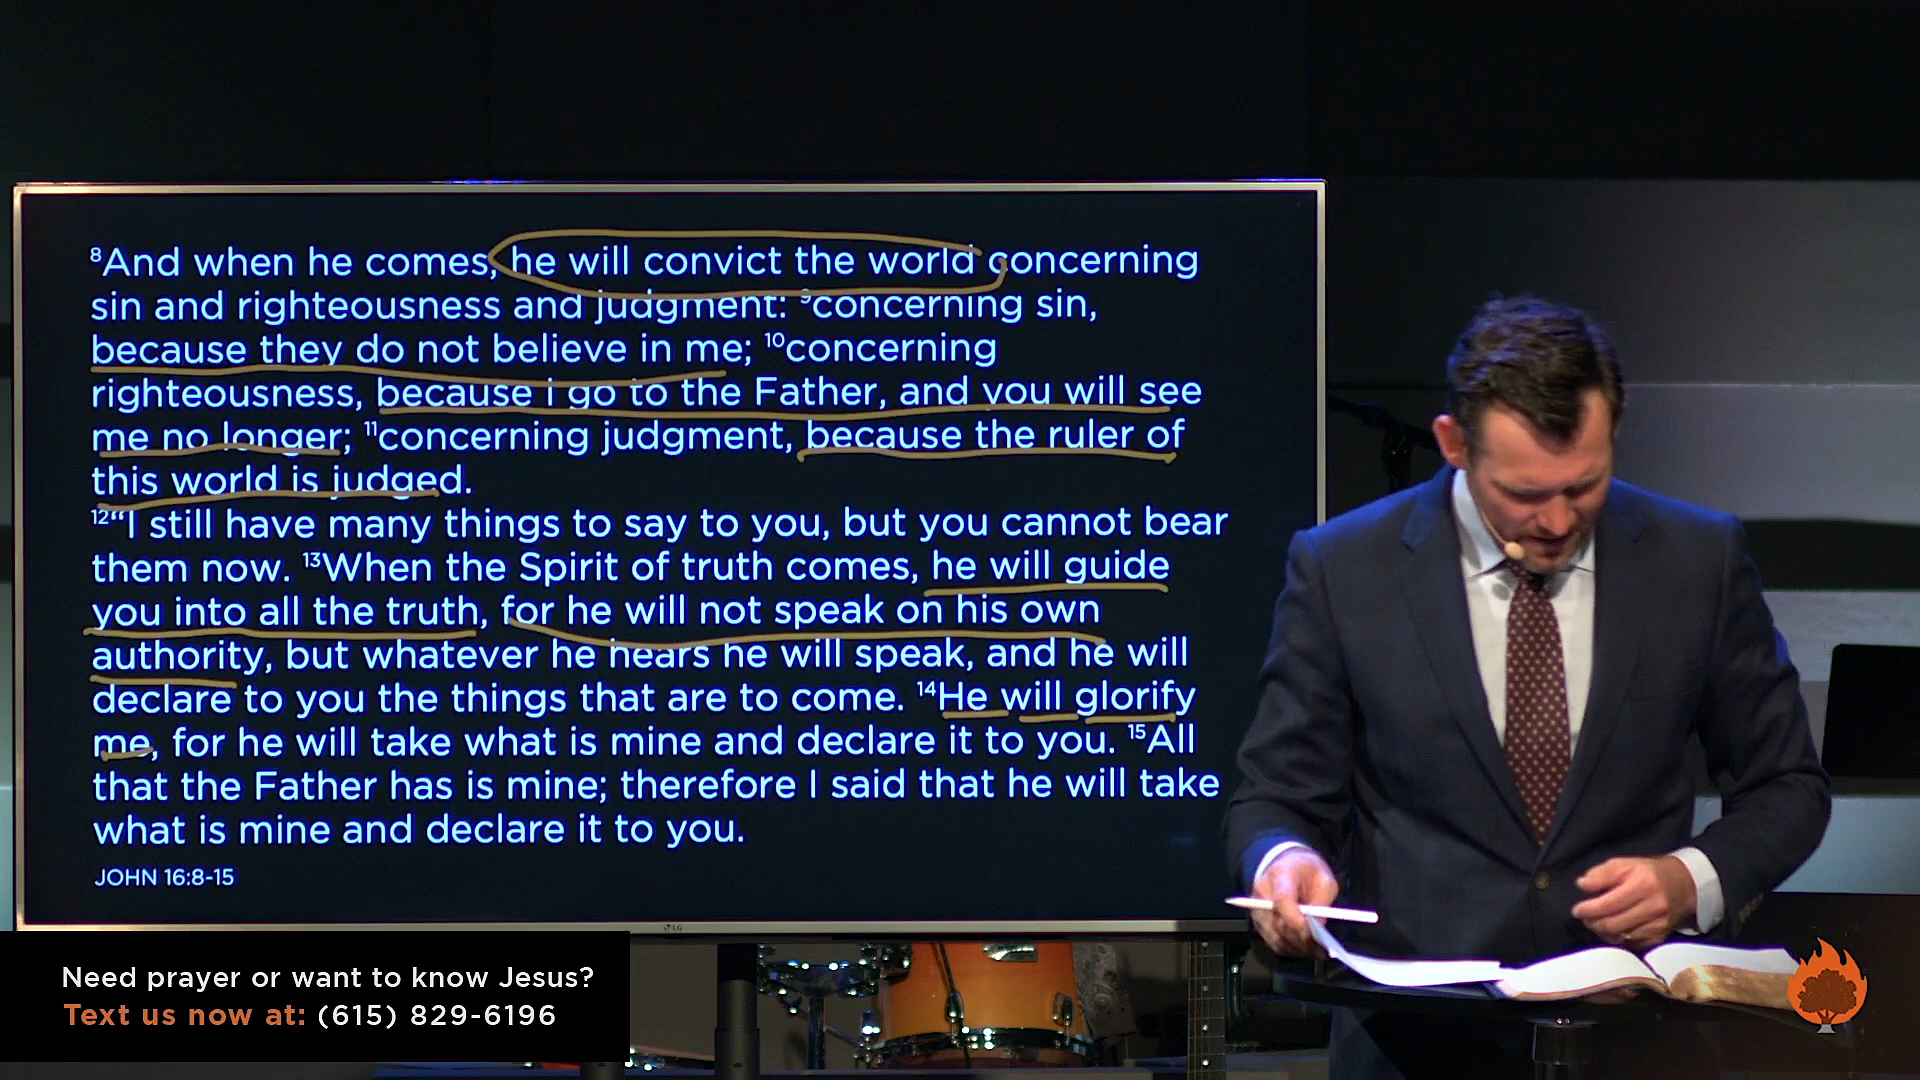 ⁸And when he comes, he will convict the world concerning
sin and righteousness and judgment: ⁹concerning sin,
because they do not believe in me; ¹⁰concerning
righteousness, because I go to the Father, and you will see
me no longer; ¹¹concerning judgment, because the ruler of
this world is judged.
¹²“I still have many things to say to you, but you cannot bear
them now. ¹³When the Spirit of truth comes, he will guide
you into all the truth, for he will not speak on his own
authority, but whatever he hears he will speak, and he will
declare to you the things that are to come. ¹⁴He will glorify
me, for he will take what is mine and declare it to you. ¹⁵All
that the Father has is mine; therefore I said that he will take
what is mine and declare it to you.
JOHN 16:8-15
LG
Need prayer or want to know Jesus?
Text us now at: (615) 829-6196